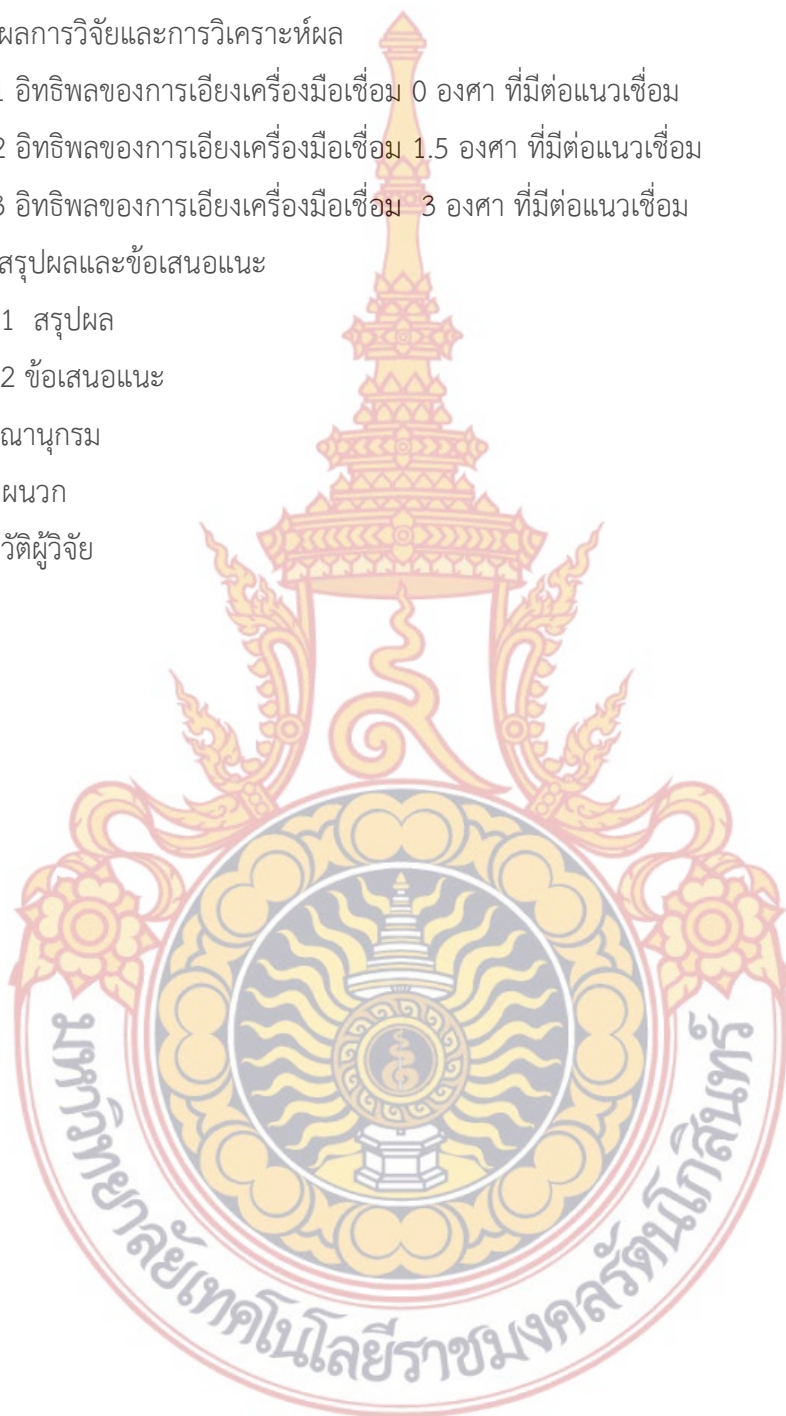 ผลการวิจัยและการวิเคราะห์ผล
อิทธิพลของการเอียงเครื่องมือเชื่อม 0 องศา ที่มีต่อแนวเชื่อม
2 อิทธิพลของการเอียงเครื่องมือเชื่อม 1.5 องศา ที่มีต่อแนวเชื่อม
3 อิทธิพลของการเอียงเครื่องมือเชื่อม 3 องศา ที่มีต่อแนวเชื่อม
สรุปผลและข้อเสนอแนะ
1 สรุปผล
2 ข้อเสนอแนะ
ณานุกรม
ผนวก
วัติผู้วิจัย
มหาวิทยาลัยเทคโนโลยีราชมงคลรัตนโกสินทร์